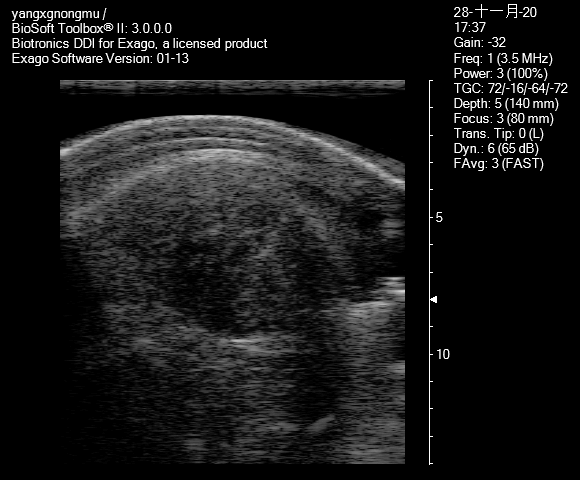 yangxgnongmu /
BioSoft Toolbox® II: 3.0.0.0
Biotronics DDI for Exago, a licensed product
Exago Software Version: 01-13
28-十一月-20
17:37
Gain: -32
Freq: 1 (3.5 MHz)
Power: 3 (100%)
TGC: 72/-16/-64/-72
Depth: 5 (140 mm)
Focus: 3 (80 mm)
Trans. Tip: 0 (L)
Dyn.: 6 (65 dB)
FAvg: 3 (FAST)
5
10